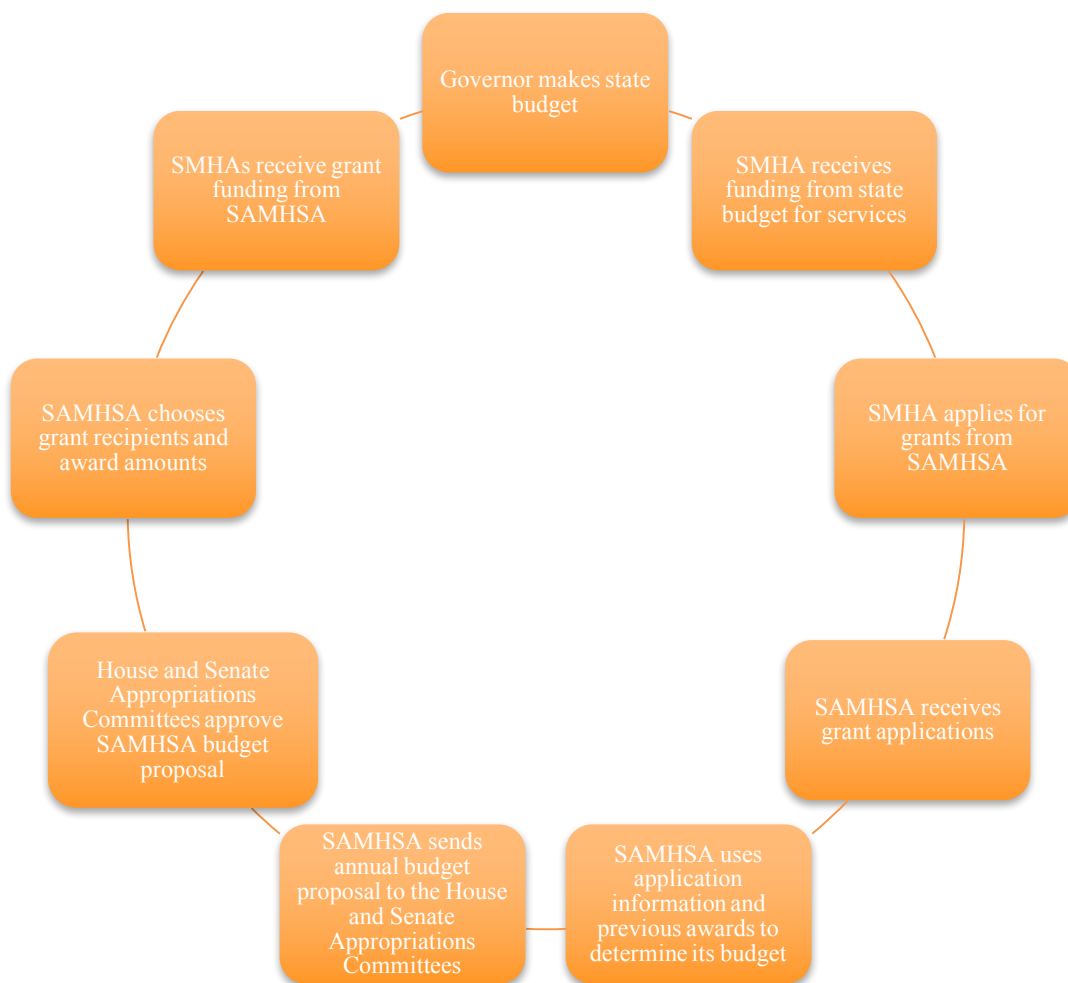 Governor makes state
budget
SMHA receives
funding from state
budget for services
SMHA applies for
grants from
SAMHSA
SAMHSA receives
grant applications
SAMHSA uses
application
information and
previous awards to
determine its budget
SAMHSA sends
annual budget
proposal to the House
and Senate
Appropriations
Committees
House and Senate
Appropriations
Committees approve
SAMHSA budget
proposal
SAMHSA chooses
grant recipients and
award amounts
SMHAs receive grant
funding from
SAMHSA